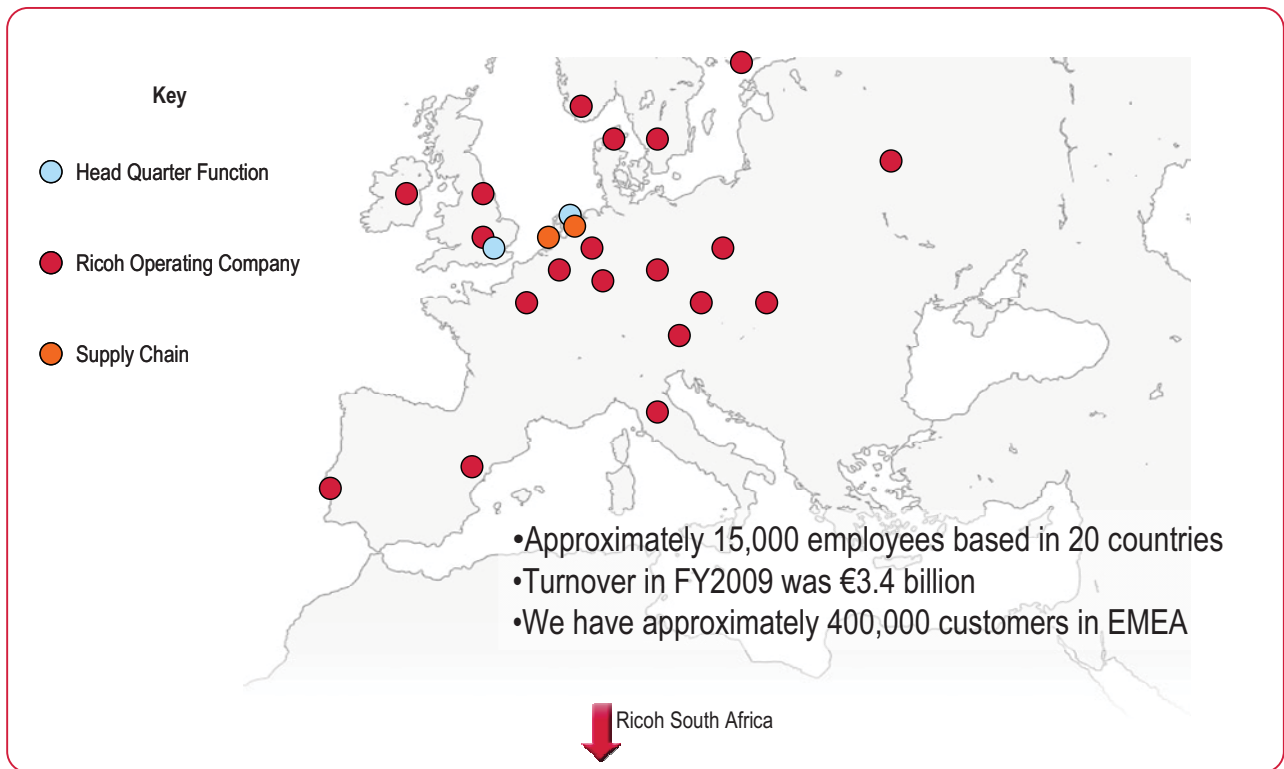 Key
Head Quarter Function
Ricoh Operating Company
Supply Chain
•Approximately 15,000 employees based in 20 countries
•Turnover in FY2009 was €3.4 billion
•We have approximately 400,000 customers in EMEA
Ricoh South Africa